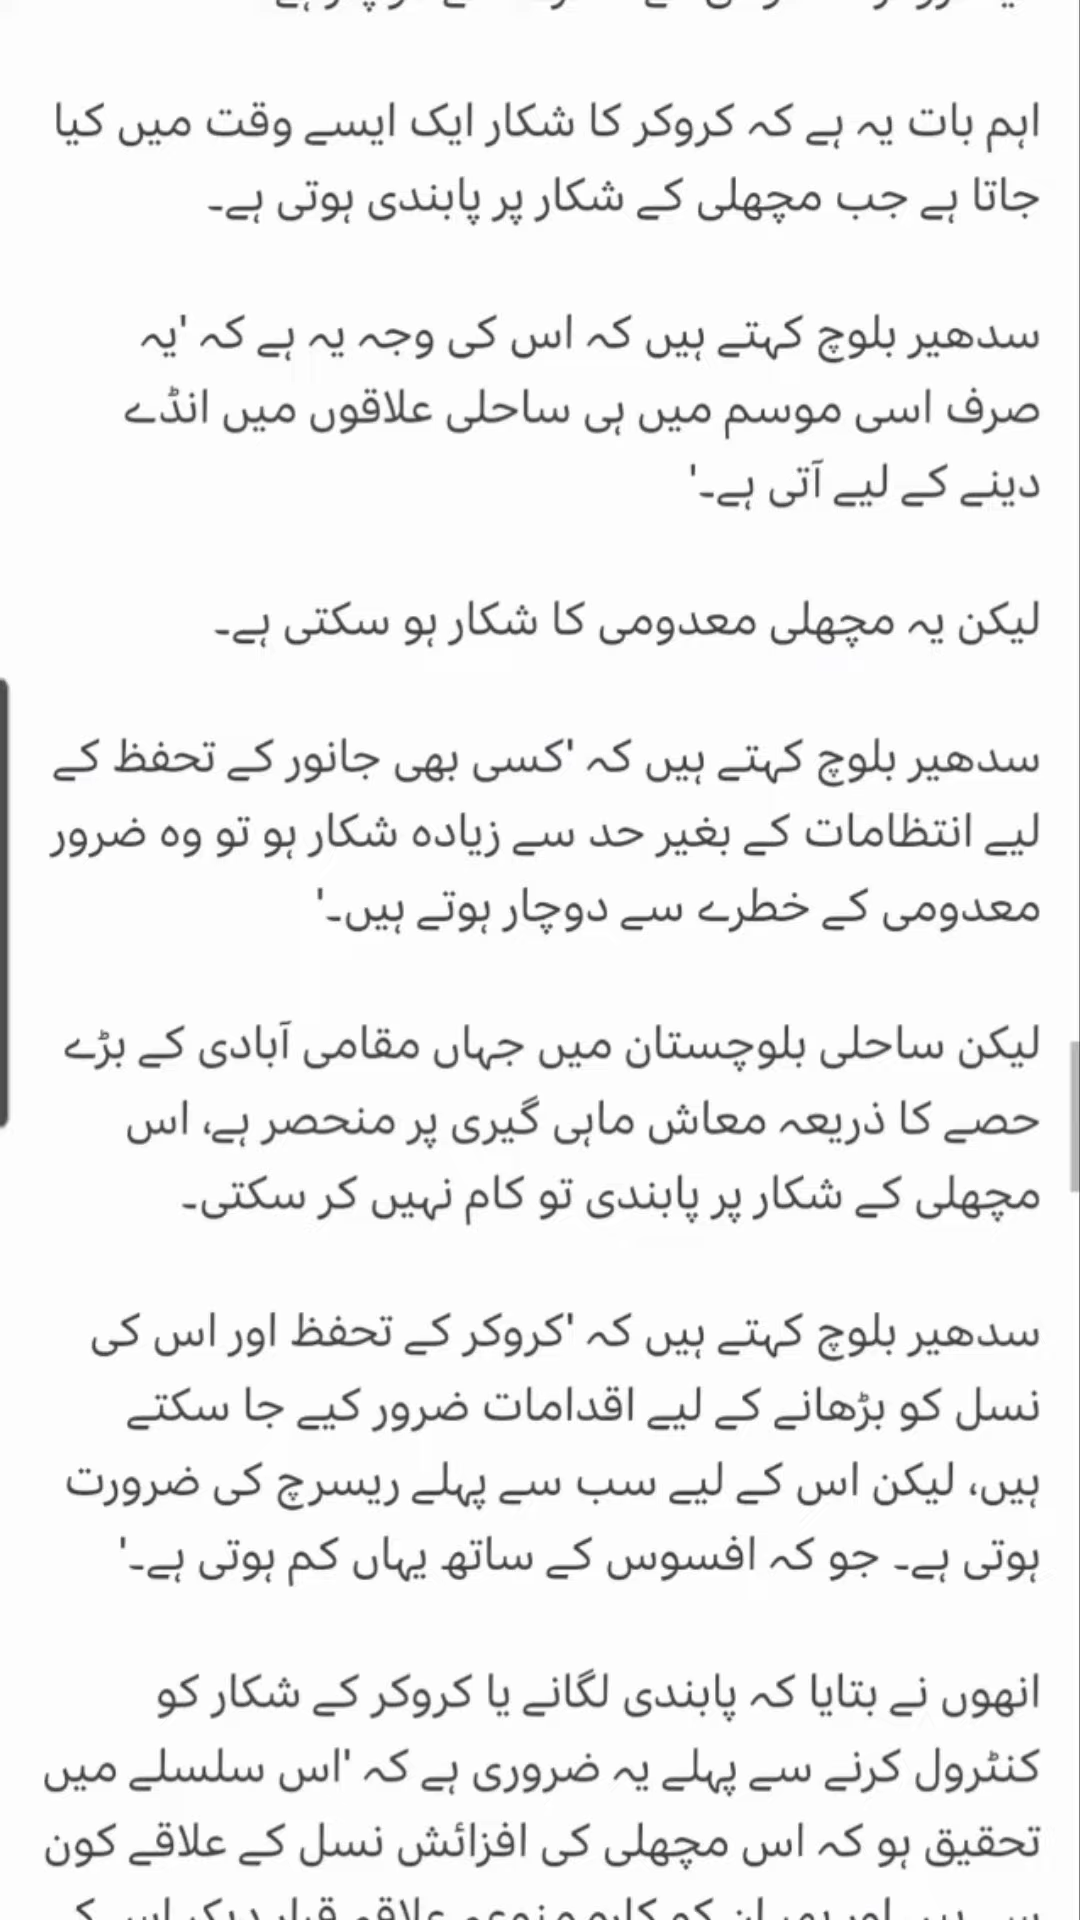 اہم بات یہ ہے کہ کروکر کا شکار ایک ایسے وقت میں کیا
جاتا ہے جب مچھلی کے شکار پر پابندی ہوتی ہے۔
سدھیر بلوچ کہتے ہیں کہ اس کی وجہ یہ ہے کہ 'یہ
صرف اسی موسم میں ہی ساحلی علاقوں میں انڈے
دینے کے لیے آتی ہے۔'
لیکن یہ مچھلی معدومی کا شکار ہو سکتی ہے۔
سدھیر بلوچ کہتے ہیں کہ 'کسی بھی جانور کے تحفظ کے
لیے انتظامات کے بغیر حد سے زیادہ شکار ہو تو وہ ضرور
معدومی کے خطرے سے دوچار ہوتے ہیں۔'
لیکن ساحلی بلوچستان میں جہاں مقامی آبادی کے بڑے
حصے کا ذریعہ معاش ماہی گیری پر منحصر ہے، اس
مچھلی کے شکار پر پابندی تو کام نہیں کر سکتی۔
سدھیر بلوچ کہتے ہیں کہ 'کروکر کے تحفظ اور اس کی
نسل کو بڑھانے کے لیے اقدامات ضرور کیے جا سکتے
ہیں، لیکن اس کے لیے سب سے پہلے ریسرچ کی ضرورت
ہوتی ہے۔ جو کہ افسوس کے ساتھ یہاں کم ہوتی ہے۔'
انھوں نے بتایا کہ پابندی لگانے یا کروکر کے شکار کو
کنٹرول کرنے سے پہلے یہ ضروری ہے کہ 'اس سلسلے میں
تحقیق ہو کہ اس مچھلی کی افزائش نسل کے علاقے کون